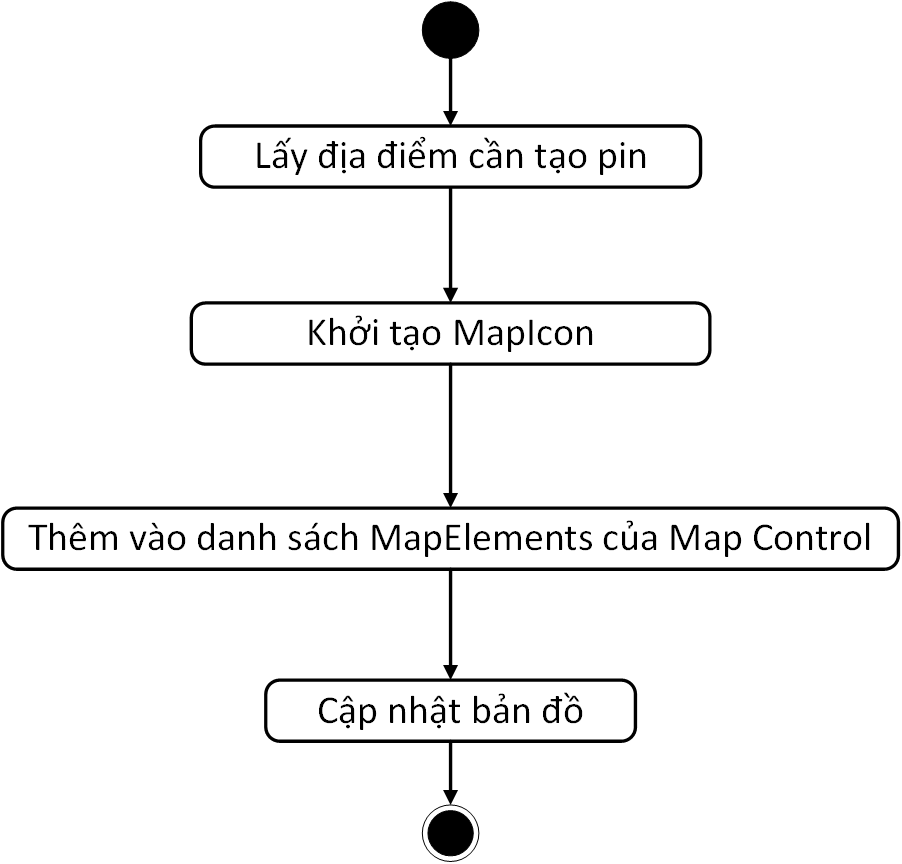 Lấy địa điểm cần tạo pin
Khởi tạo MapIcon
Thêm vào danh sách MapElements của Map Control
Cập nhật bản đồ